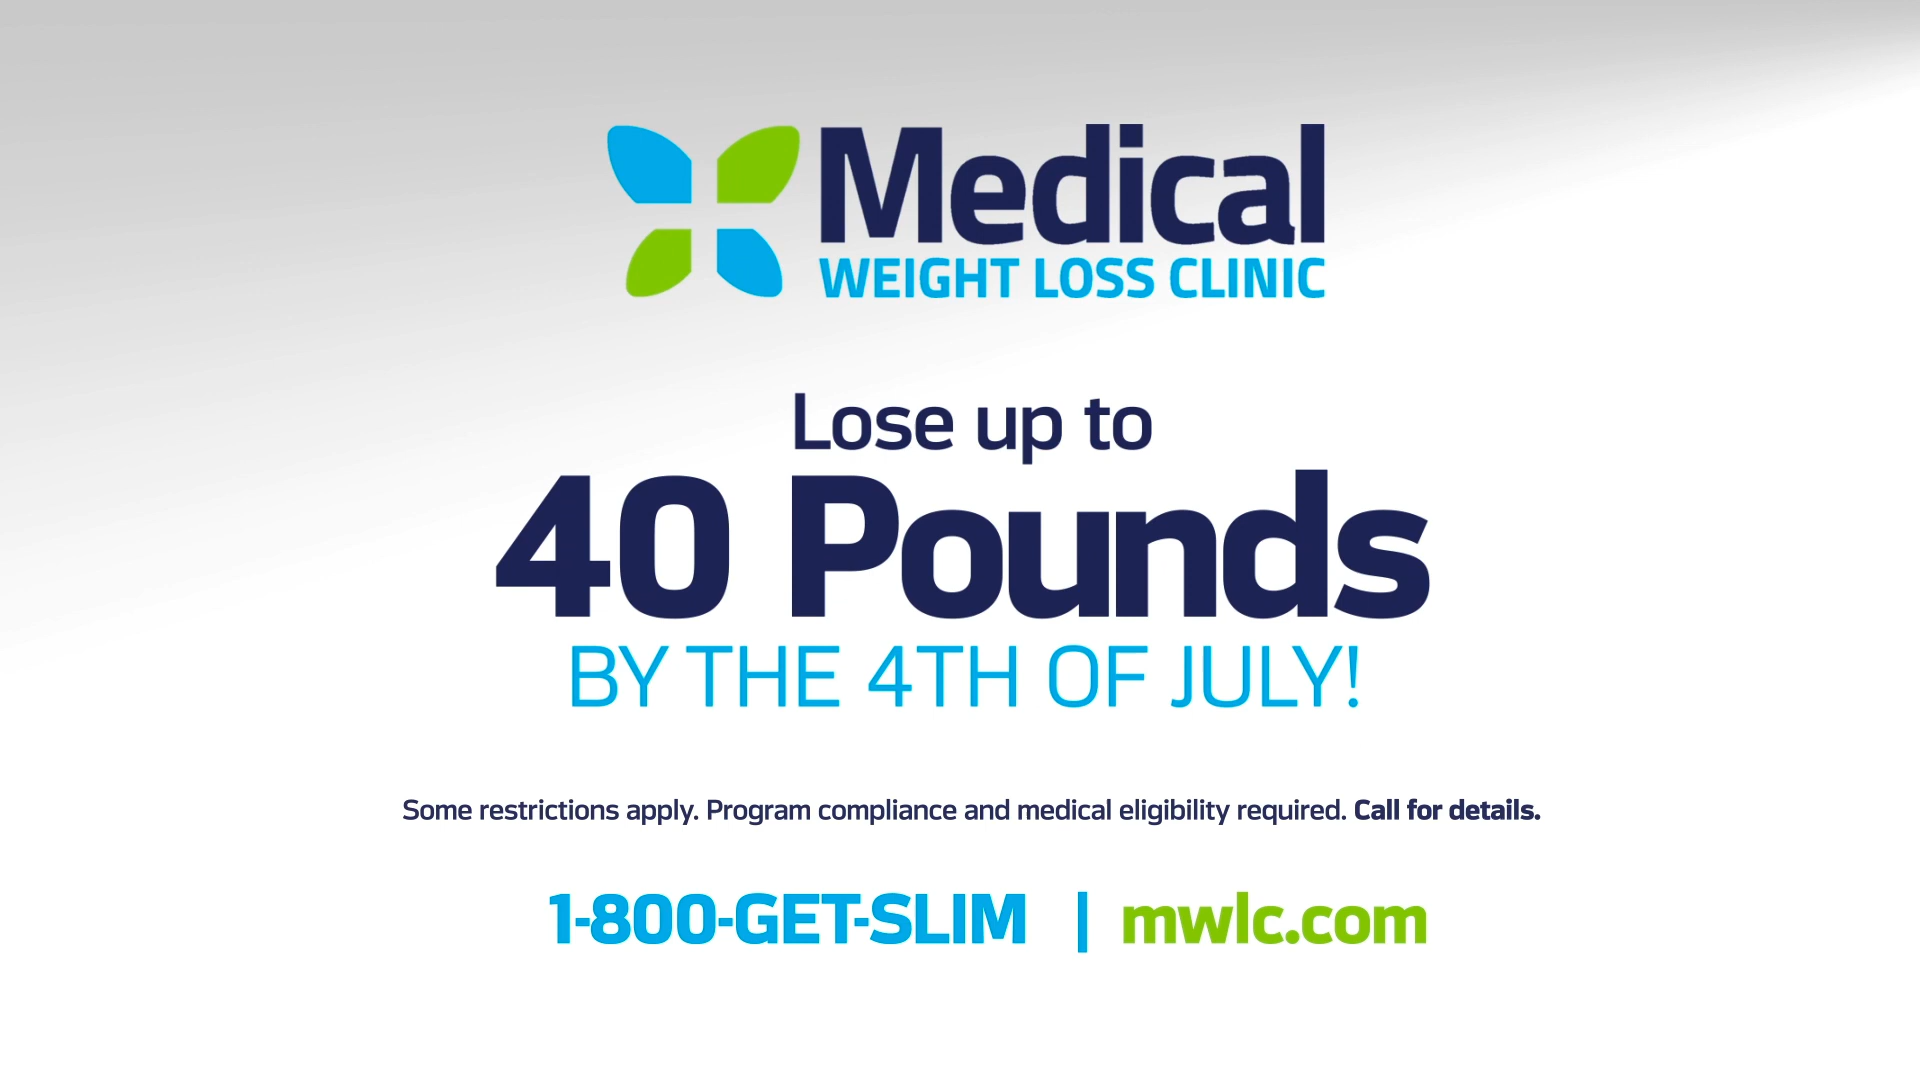 Medical
WEIGHT LOSS CLINIC
Lose up to
40 Pounds
BY THE 4TH OF JULY!
Some restrictions apply. Program compliance and medical eligibility required. Call for details.
1-800-GET-SLIM | mwlc.com